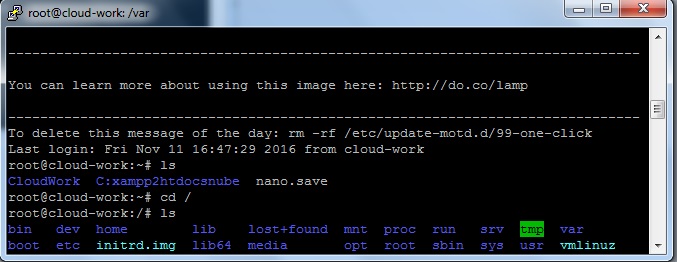 root@cloud-work: /var
--------------------------------------------------------------------------------
You can learn more about using this image here: http://do.co/lamp
--------------------------------------------------------------------------------
To delete this message of the day: rm -rf /etc/update-motd.d/99-one-click
Last login: Fri Nov 11 16:47:29 2016 from cloud-work
root@cloud-work:~# ls
CloudWork  C:xampp2htdocsnube  nano.save
root@cloud-work:~# cd /
root@cloud-work:/# ls
bin   dev  home        lib    lost+found  mnt  proc  run   srv  tmp  var
boot  etc  initrd.img  lib64  media       opt  root  sbin  sys  usr  vmlinuz